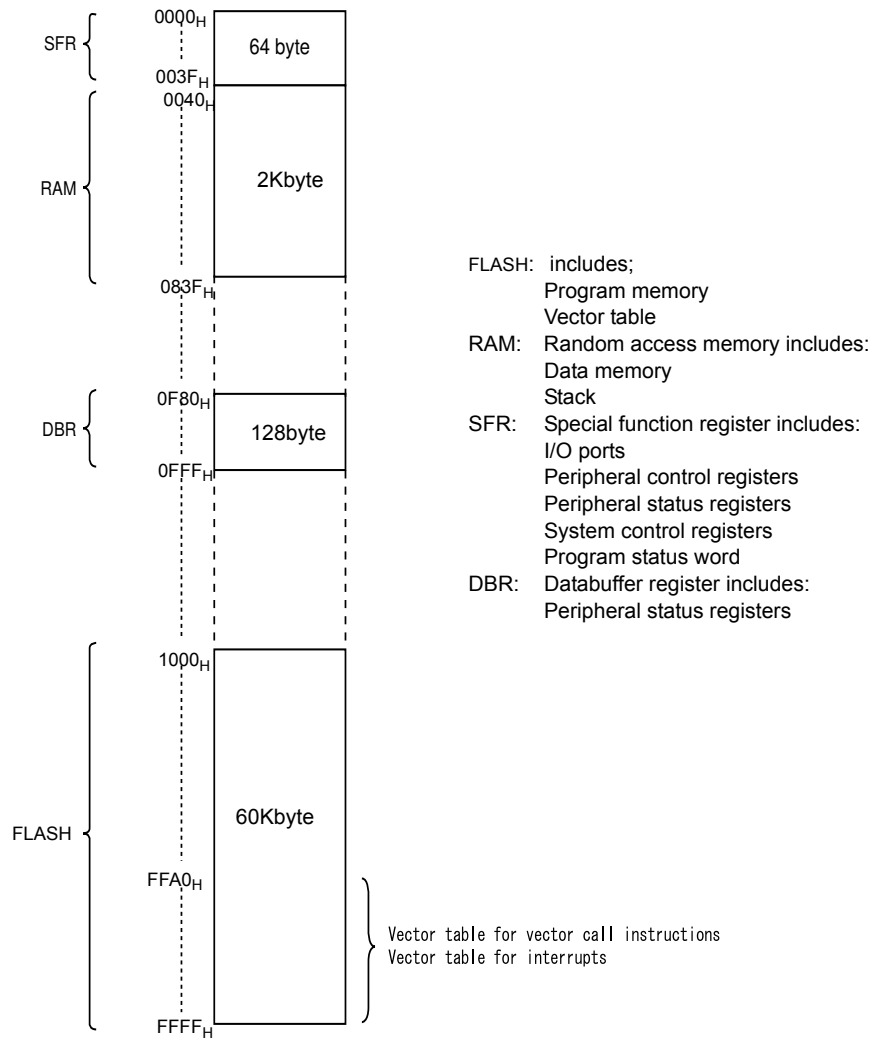 0000H
SFR
64 byte
003FH
0040H
RAM
2Kbyte
083FH
0F80H
DBR
128byte
0FFFH
1000H
FLASH
60Kbyte
FFA0H
FFFFH
Vector table for vector call instructions
Vector table for interrupts
FLASH: includes;
Program memory
Vector table
RAM: Random access memory includes:
Data memory
Stack
SFR: Special function register includes:
I/O ports
Peripheral control registers
Peripheral status registers
System control registers
Program status word
DBR: Databuffer register includes:
Peripheral status registers